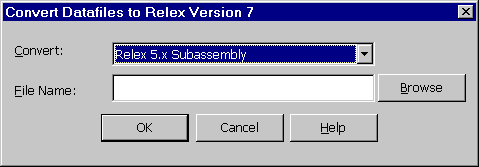 Convert Datafiles to Relex Version 7
Convert: Relex 5.x Subassembly
File Name: Browse
OK Cancel Help